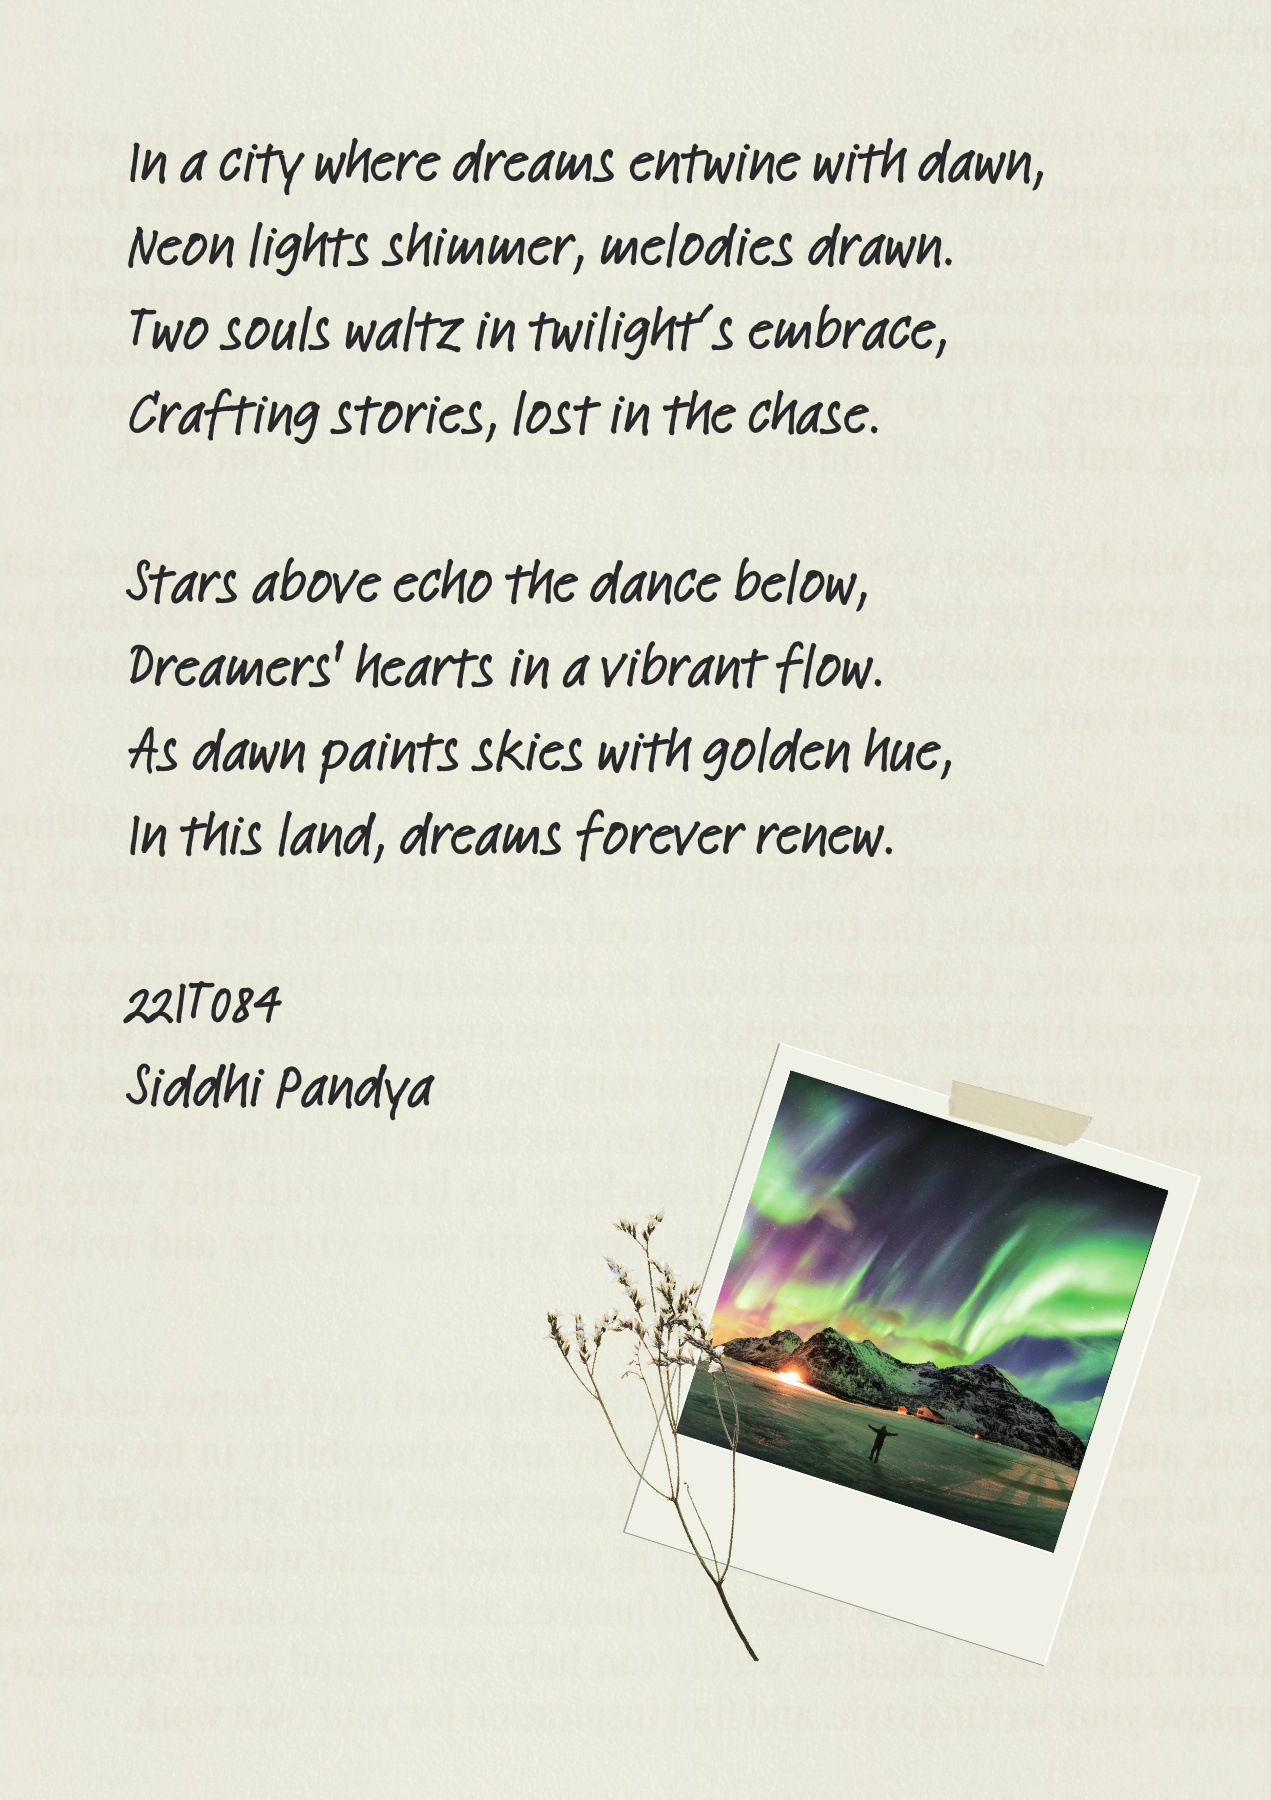 In a city where dreams entwine with dawn,
Neon lights shimmer, melodies drawn.
Two souls waltz in twilight's embrace,
Crafting stories, lost in the chase.
Stars above echo the dance below,
Dreamers' hearts in a vibrant flow.
As dawn paints skies with golden hue,
In this land, dreams forever renew.
22IT084
Siddhi Pandya